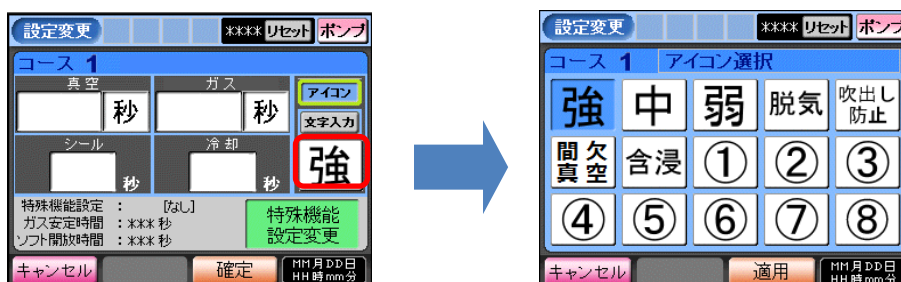 設定変更 **** リセット ポンプ
コース 1
真空 ガス アイコン
秒 秒 文字入力
シール 冷却 強
秒 秒
特殊機能設定 : [なし]
ガス安定時間 : *** 秒
ソフト開放時間 : *** 秒
特殊機能
設定変更
キャンセル 確定 MM月DD日
HH時mm分
設定変更 **** リセット ポンプ
コース 1 アイコン選択
強 中 弱 脱気 吹出し
防止
間欠
真空 含浸 ① ② ③
④ ⑤ ⑥ ⑦ ⑧
キャンセル 適用 MM月DD日
HH時mm分